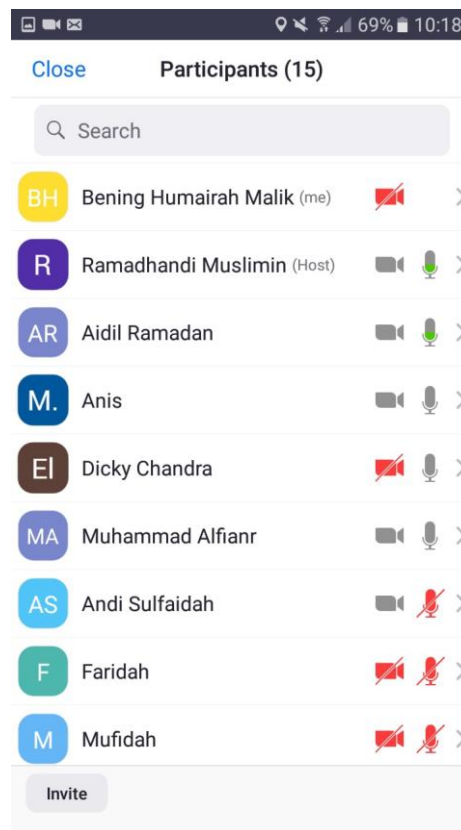 69% 10:18
Close Participants (15)
Search
BH Bening Humairah Malik (me)
R Ramadhandi Muslimin (Host)
AR Aidil Ramadan
M. Anis
El Dicky Chandra
MA Muhammad Alfianr
AS Andi Sulfaidah
F Faridah
M Mufidah
Invite